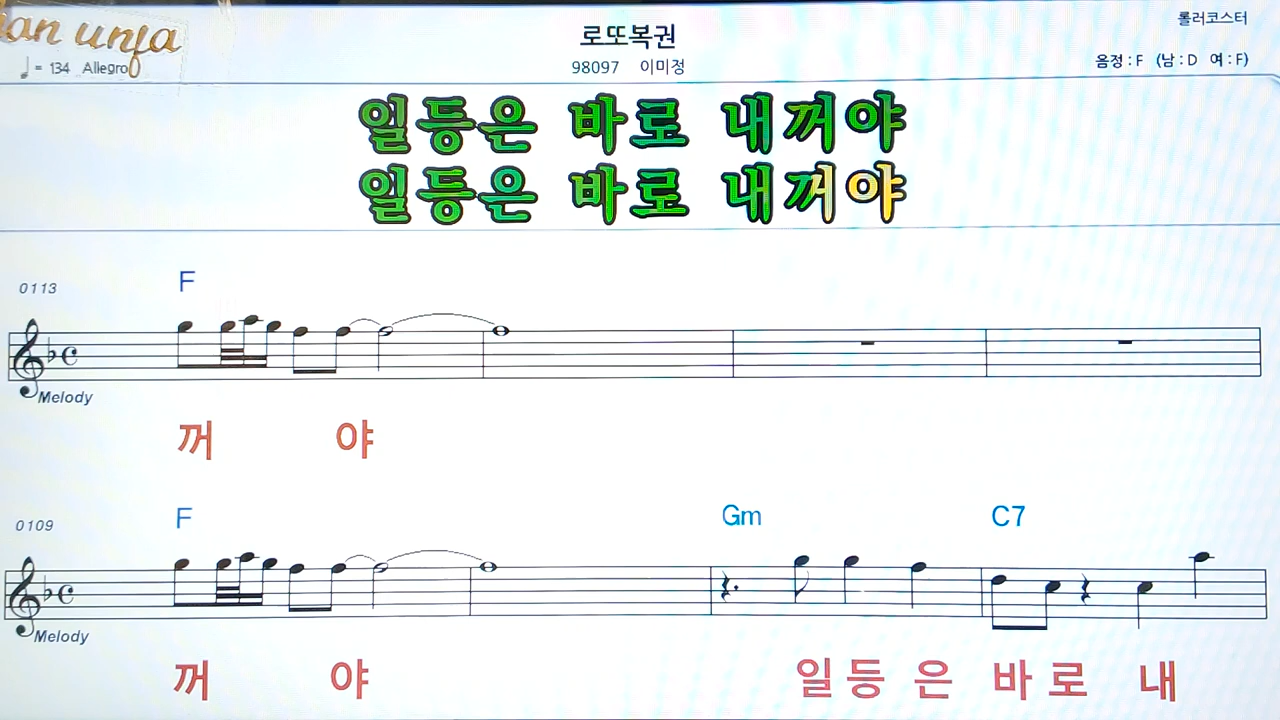 롤러코스터
로또복권
♩ = 134 Allegro
98097 이미정
음정 : F (남 : D 여 : F)
일등은 바로 내꺼야
일등은 바로 내꺼야
F
0113
Melody
꺼 야
F Gm C7
0109
Melody
꺼 야 일등 은 바 로 내